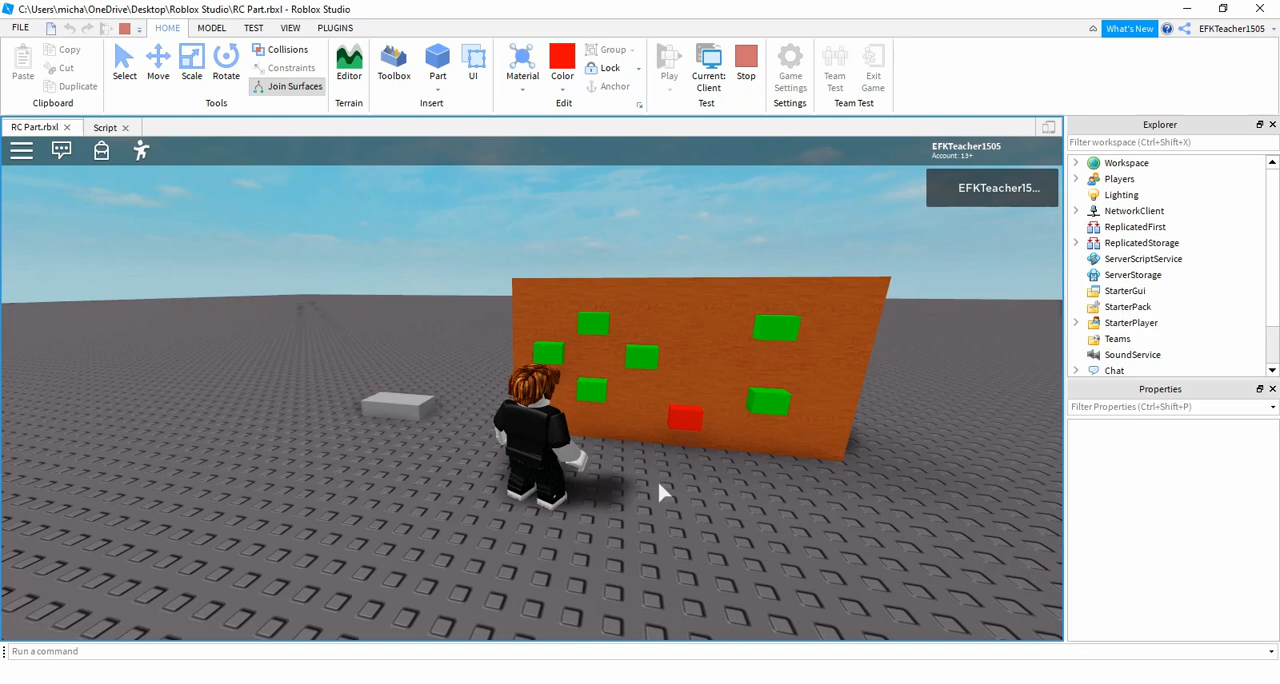 C:\Users\micha\OneDrive\Desktop\Roblox Studio\RC Part.rbxl - Roblox Studio
FILE HOME MODEL TEST VIEW PLUGINS What's New EFKTeacher1505
Paste Copy Cut Duplicate Select Move Scale Rotate Collisions Constraints Join Surfaces Editor Toolbox Part UI Material Color Group Lock Anchor Play Current: Client Stop Game Settings Team Test Exit Game
Clipboard Tools Terrain Insert Edit Test Settings Team Test
RC Part.rbxl Script
EFKTeacher1505
Account: 13+
EFKTeacher15...
Explorer
Filter workspace (Ctrl+Shift+X)
Workspace
Players
Lighting
NetworkClient
ReplicatedFirst
ReplicatedStorage
ServerScriptService
ServerStorage
StarterGui
StarterPack
StarterPlayer
Teams
SoundService
Chat
Properties
Filter Properties (Ctrl+Shift+P)
Run a command